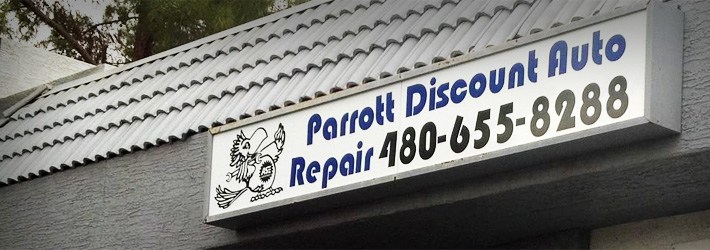 Parrott Discount Auto
Repair 480-655-8288